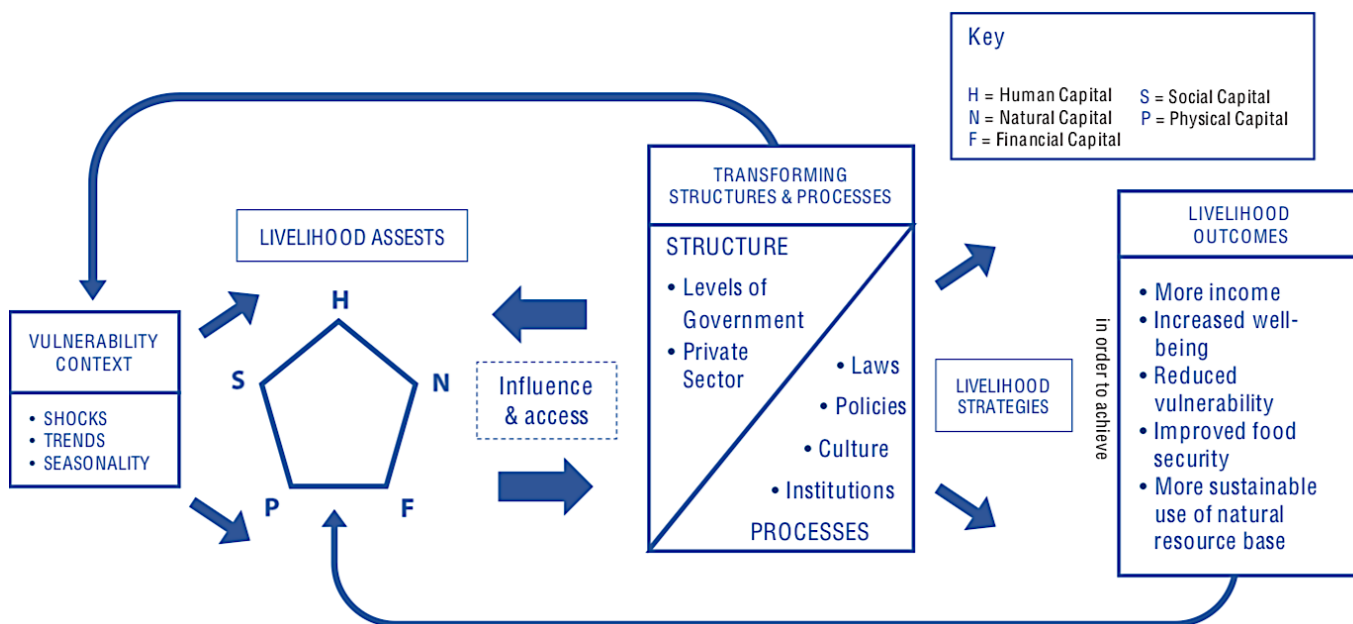 Key
H = Human Capital
S = Social Capital
N = Natural Capital
P = Physical Capital
F = Financial Capital
TRANSFORMING
STRUCTURES & PROCESSES
LIVELIHOOD
OUTCOMES
LIVELIHOOD ASSESTS
STRUCTURE
• Levels of
Government
• Private
Sector
• Laws
• Policies
• Culture
• Institutions
PROCESSES
H
S
N
P
F
VULNERABILITY
CONTEXT
• SHOCKS
• TRENDS
• SEASONALITY
Influence
& access
LIVELIHOOD
STRATEGIES
in order to achieve
• More income
• Increased well-
being
• Reduced
vulnerability
• Improved food
security
• More sustainable
use of natural
resource base